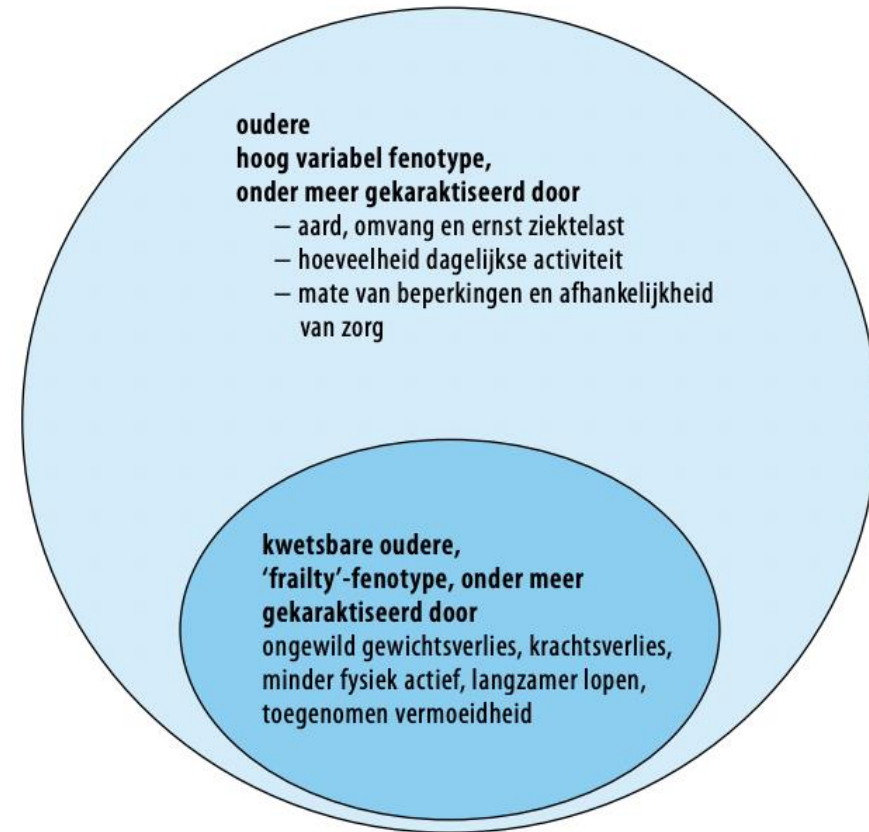 oudere
hoog variabel fenotype,
onder meer gekaraktiseerd door
– aard, omvang en ernst ziektelast
– hoeveelheid dagelijkse activiteit
– mate van beperkingen en afhankelijkheid
van zorg
kwetsbare oudere,
‘frailty’-fenotype, onder meer
gekaraktiseerd door
ongewild gewichtsverlies, krachtsverlies,
minder fysiek actief, langzamer lopen,
toegenomen vermoeidheid